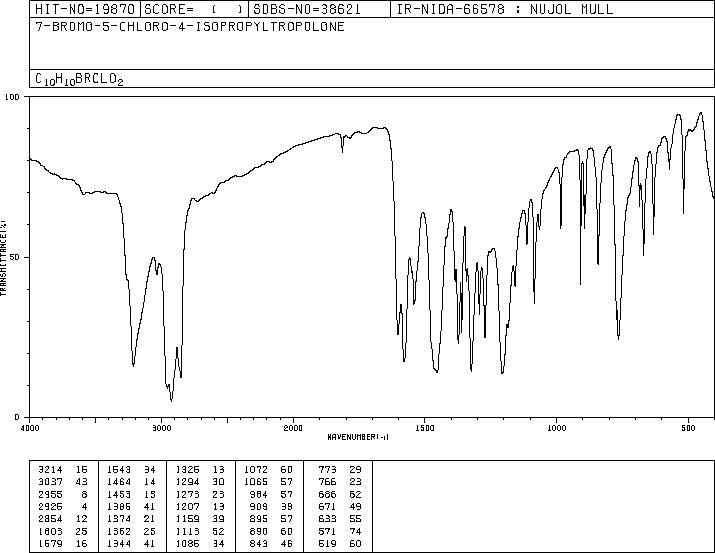 HIT-NO=19870 SCORE= ( ) SDBS-NO=38621 IR-NIDA-66578 : NUJOL MULL
7-BROMO-5-CHLORO-4-ISOPROPYLTROPOLONE
C10H10BRCLO2
100
TRANSMITTANCE(%)
50
0
4000 3000 2000 1500 1000 500
WAVENUMBER(-1)
3214 16 1543 34 1326 13 1072 60 773 29
3037 43 1464 14 1294 30 1065 57 766 23
2955 8 1453 15 1273 23 984 57 686 62
2925 4 1386 41 1207 13 909 39 671 49
2854 12 1374 21 1159 39 895 57 633 55
1603 25 1362 25 1113 52 890 60 571 74
1579 16 1344 41 1086 34 843 46 519 60